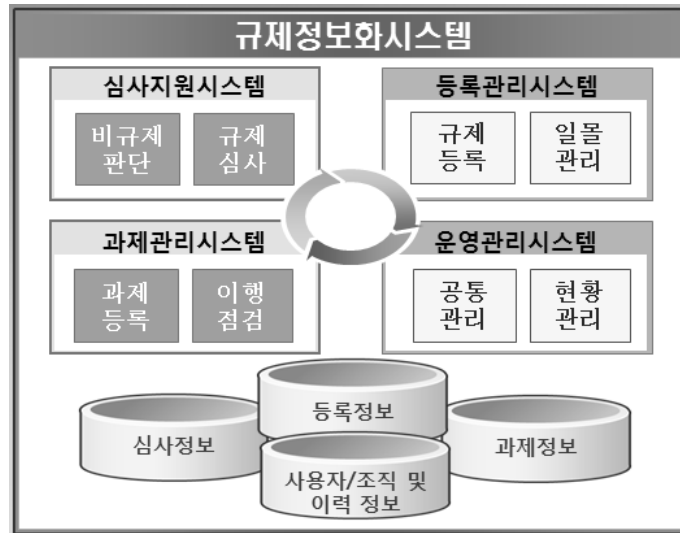 규제정보화시스템
심사지원시스템
비규제
판단
규제
심사
등록관리시스템
규제
등록
일몰
관리
과제관리시스템
과제
등록
이행
점검
운영관리시스템
공통
관리
현황
관리
등록정보
심사정보
과제정보
사용자/조직 및
이력 정보